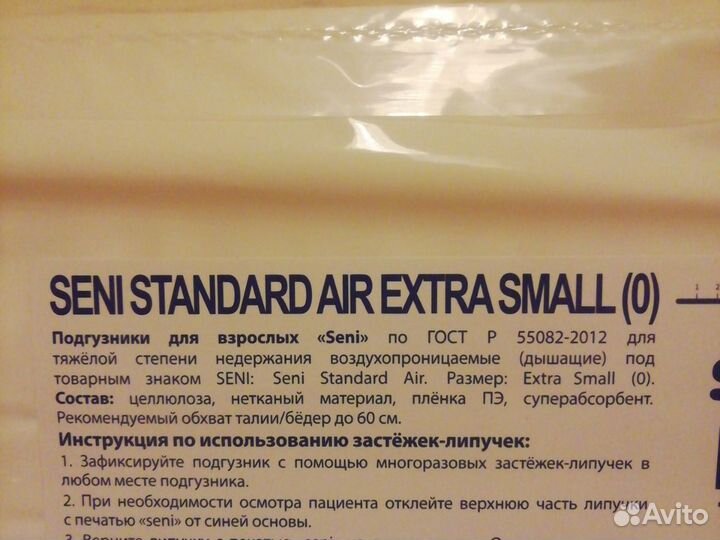 SENI STANDARD AIR EXTRA SMALL (0)
Подгузники для взрослых «Seni» по ГОСТ Р 55082-2012 для
тяжёлой степени недержания воздухопроницаемые (дышащие) под
товарным знаком SENI: Seni Standard Air. Размер: Extra Small (0).
Состав: целлюлоза, нетканый материал, плёнка ПЭ, суперабсорбент.
Рекомендуемый обхват талии/бёдер до 60 см.
Инструкция по использованию застёжек-липучек:
1. Зафиксируйте подгузник с помощью многоразовых застёжек-липучек в
любом месте подгузника.
2. При необходимости осмотра пациента отклейте верхнюю часть липучки
с печатью «seni» от синей основы.
1 2
Avito